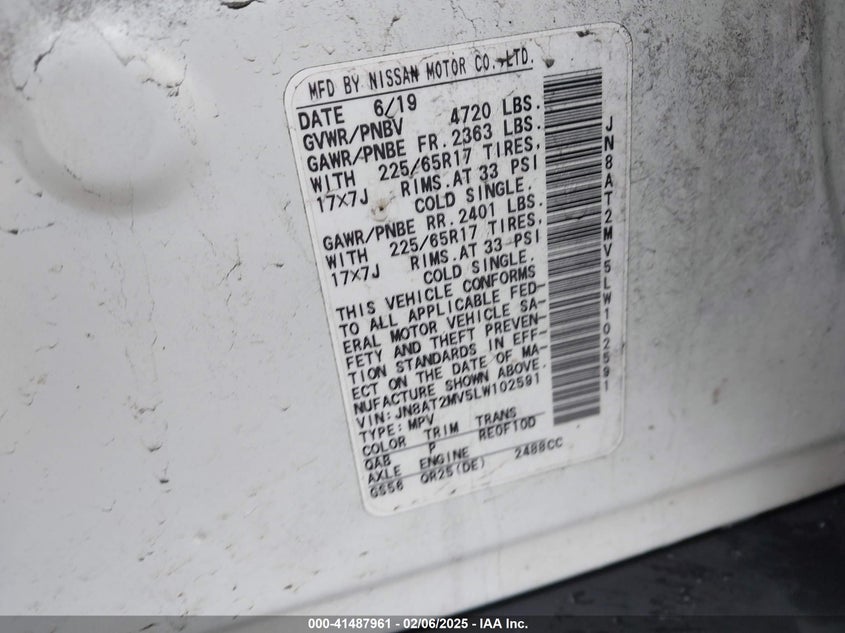 MFD BY NISSAN MOTOR CO.,LTD.
DATE 6/19
GVWR/PNBV 4720 LBS.
GAWR/PNBE FR. 2363 LBS.
WITH 225/65R17 TIRES,
17X7J RIMS.AT 33 PSI
COLD SINGLE.
GAWR/PNBE RR. 2401 LBS.
WITH 225/65R17 TIRES,
17X7J RIMS.AT 33 PSI
COLD SINGLE.
THIS VEHICLE CONFORMS
TO ALL APPLICABLE FED-
ERAL MOTOR VEHICLE SA-
FETY AND THEFT PREVEN-
TION STANDARDS IN EFF-
ECT ON THE DATE OF MA-
NUFACTURE SHOWN ABOVE.
VIN: JN8AT2MV5LW102591
TYPE: MPV
COLOR TRIM TRANS
QAB P RE0F10D
AXLE ENGINE
GS56 QR25(DE) 2488CC
JN8AT2MV5LW102591
000-41487961 - 02/06/2025 - IAA Inc.